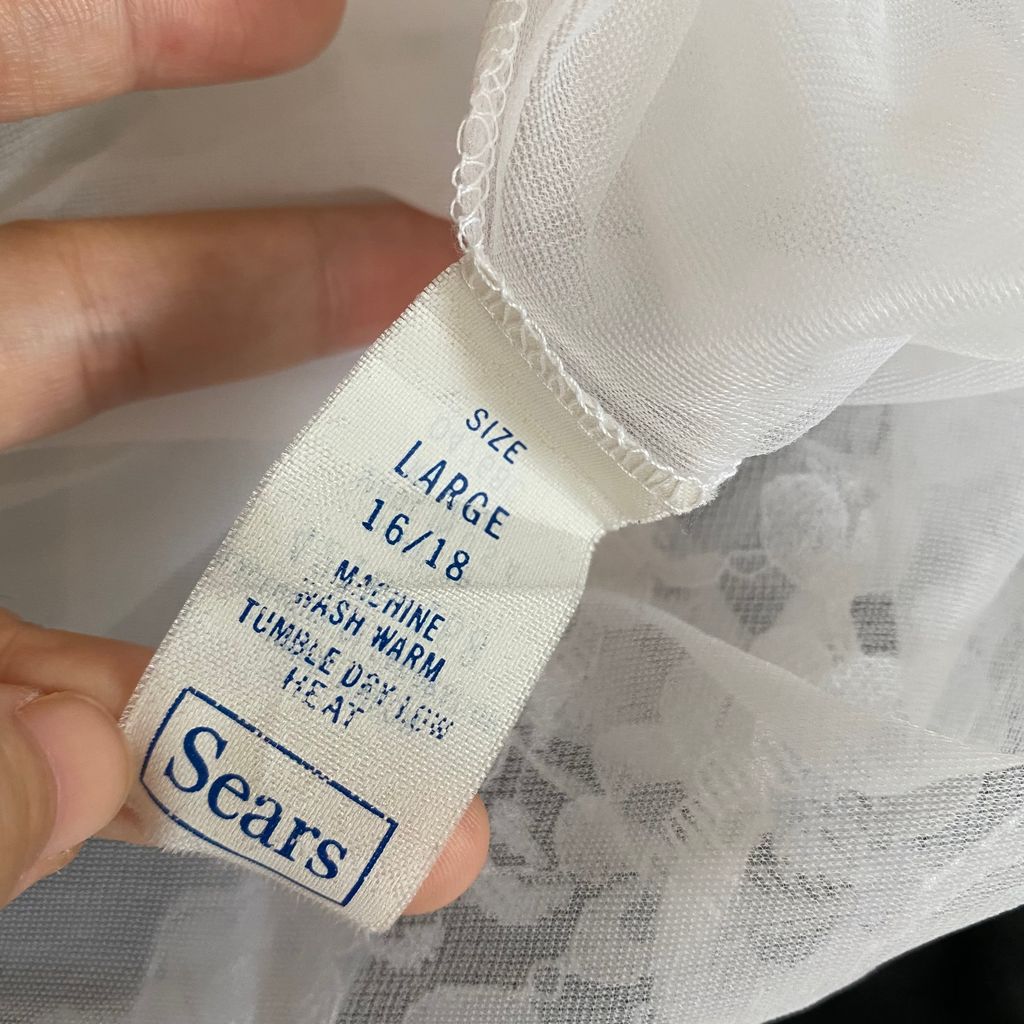 SIZE
LARGE
16/18
MACHINE
WASH WARM
TUMBLE DRY LOW
HEAT
Sears